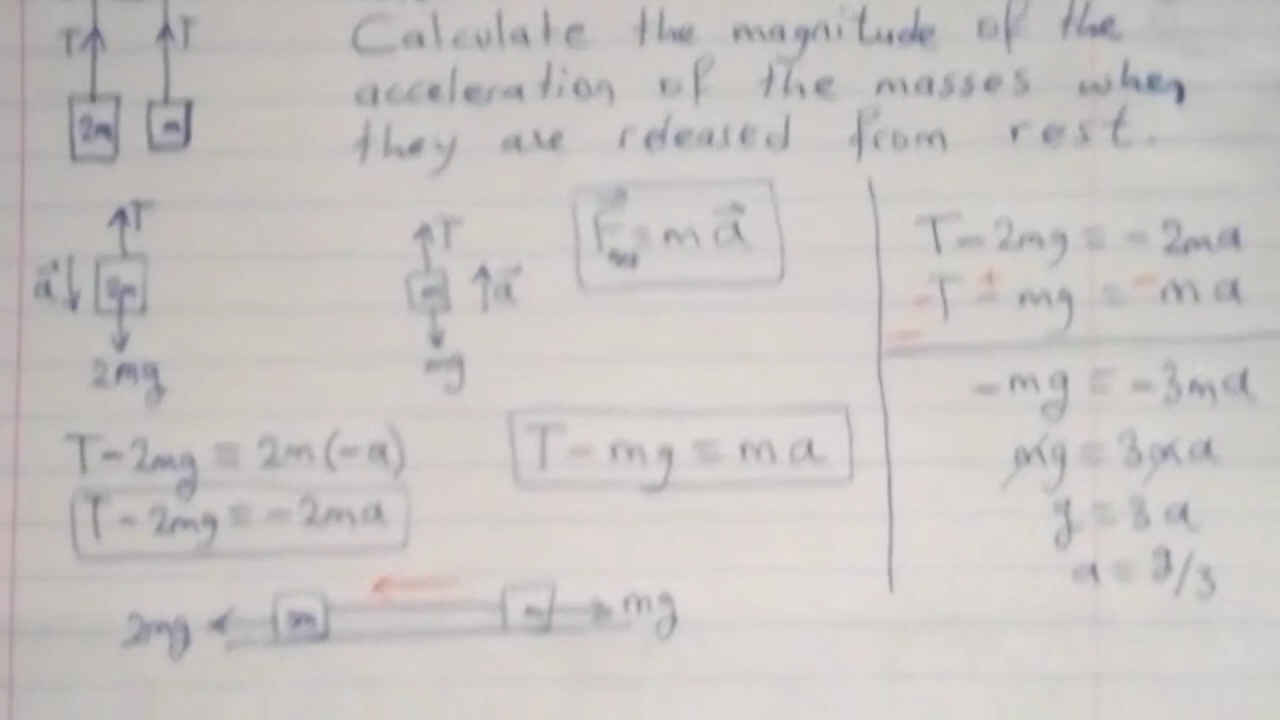 T T
2m m
Calculate the magnitude of the
acceleration of the masses when
they are released from rest.
T T
a 2m m a
2mg mg
F = ma
T - 2mg = 2m(-a)
T - 2mg = -2ma
T - mg = ma
T - 2mg = -2ma
-T + mg = -ma
-mg = -3ma
mg = 3ma
g = 3a
a = g/3
2mg mg